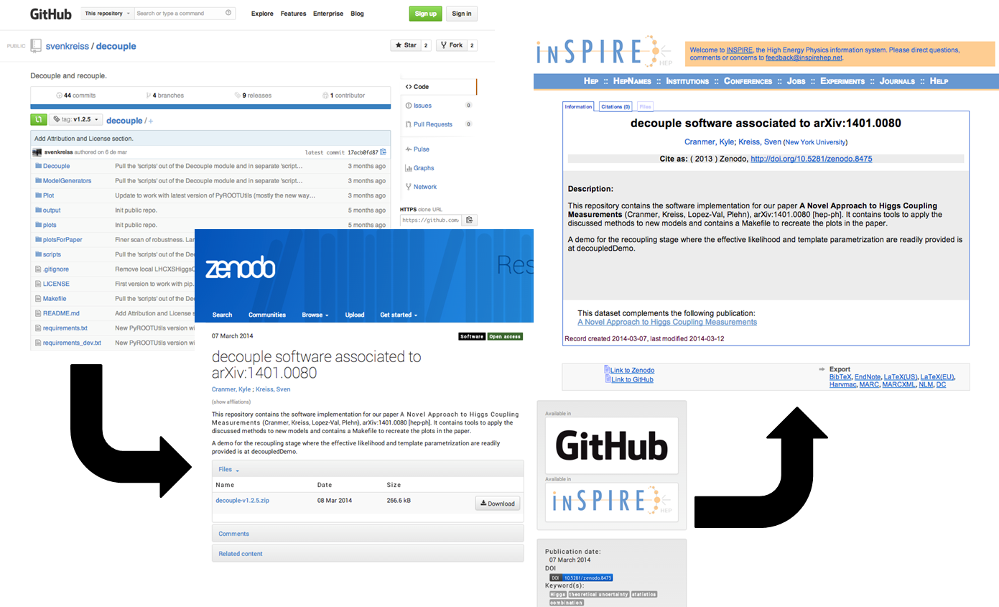 GitHub This repository Search or type a command Explore Features Enterprise Blog Sign up Sign in
PUBLIC svenkreiss / decouple Star 2 Fork 2
Decouple and recouple.
44 commits 4 branches 9 releases 1 contributor
tag: v1.2.5 decouple / +
Add Attribution and License section.
svenkreiss authored on 6 de mar latest commit 17acb0fd87
Decouple Pull the 'scripts' out of the Decouple module and in separate 'script… 3 months ago
ModelGenerators Pull the 'scripts' out of the Decouple module and in separate 'script… 3 months ago
Plot Update to work with latest version of PyROOTUtils (mostly the new way… 3 months ago
output Init public repo. 5 months ago
plots Init public repo. 5 months ago
plotsForPaper Finer scan of robustness. Lar
scripts Pull the 'scripts' out of the De
.gitignore Remove local LHCXSHiggsC
LICENSE First version to work with pip.
Makefile Pull the 'scripts' out of the De
README.md Add Attribution and License s
requirements.txt New PyROOTUtils version wi
requirements_dev.txt New PyROOTUtils version wi
Code
Issues 0
Pull Requests 0
Pulse
Graphs
Network
HTTPS clone URL
https://github.com/
zenodo
Res
Search Communities Browse Upload Get started
07 March 2014 Software Open access
decouple software associated to
arXiv:1401.0080
Cranmer, Kyle ; Kreiss, Sven
(show affliations)
This repository contains the software implementation for our paper A Novel Approach to Higgs Coupling
Measurements (Cranmer, Kreiss, Lopez-Val, Plehn), arXiv:1401.0080 [hep-ph]. It contains tools to apply the
discussed methods to new models and contains a Makefile to recreate the plots in the paper.
A demo for the recoupling stage where the effective likelihood and template parametrization are readily
provided is at decoupledDemo.
Files
Name Date Size
decouple-v1.2.5.zip 08 Mar 2014 266.6 kB Download
Comments
Related content
inSPIRE HEP
Welcome to INSPIRE, the High Energy Physics information system. Please direct questions,
comments or concerns to feedback@inspirehep.net.
HEP :: HEPNAMES :: INSTITUTIONS :: CONFERENCES :: JOBS :: EXPERIMENTS :: JOURNALS :: HELP
Information Citations (0) Files
decouple software associated to arXiv:1401.0080
Cranmer, Kyle; Kreiss, Sven (New York University)
Cite as: ( 2013 ) Zenodo, http://doi.org/10.5281/zenodo.8475
Description:
This repository contains the software implementation for our paper A Novel Approach to Higgs Coupling
Measurements (Cranmer, Kreiss, Lopez-Val, Plehn), arXiv:1401.0080 [hep-ph]. It contains tools to apply the
discussed methods to new models and contains a Makefile to recreate the plots in the paper.
A demo for the recoupling stage where the effective likelihood and template parametrization are readily provided is
at decoupledDemo.
This dataset complements the following publication:
A Novel Approach to Higgs Coupling Measurements
Record created 2014-03-07, last modified 2014-03-12
Link to Zenodo
Link to GitHub
Export
BibTeX, EndNote, LaTeX(US), LaTeX(EU),
Harvmac, MARC, MARCXML, NLM, DC
Available in
GitHub
Available in
inSPIRE HEP
Publication date:
07 March 2014
DOI
DOI 10.5281/zenodo.8475
Keyword(s):
Higgs theoretical uncertainty statistics
combination